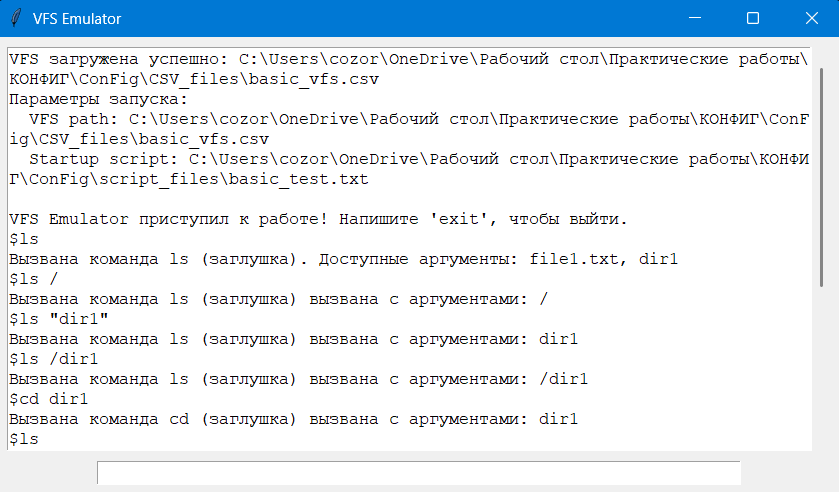 VFS Emulator
VFS загружена успешно: C:\Users\cozor\OneDrive\Рабочий стол\Практические работы\
КОНФИГ\ConFig\CSV_files\basic_vfs.csv
Параметры запуска:
  VFS path: C:\Users\cozor\OneDrive\Рабочий стол\Практические работы\КОНФИГ\ConF
ig\CSV_files\basic_vfs.csv
  Startup script: C:\Users\cozor\OneDrive\Рабочий стол\Практические работы\КОНФИ
Г\ConFig\script_files\basic_test.txt
VFS Emulator приступил к работе! Напишите 'exit', чтобы выйти.
$ls
Вызвана команда ls (заглушка). Доступные аргументы: file1.txt, dir1
$ls /
Вызвана команда ls (заглушка) вызвана с аргументами: /
$ls "dir1"
Вызвана команда ls (заглушка) вызвана с аргументами: dir1
$ls /dir1
Вызвана команда ls (заглушка) вызвана с аргументами: /dir1
$cd dir1
Вызвана команда cd (заглушка) вызвана с аргументами: dir1
$ls